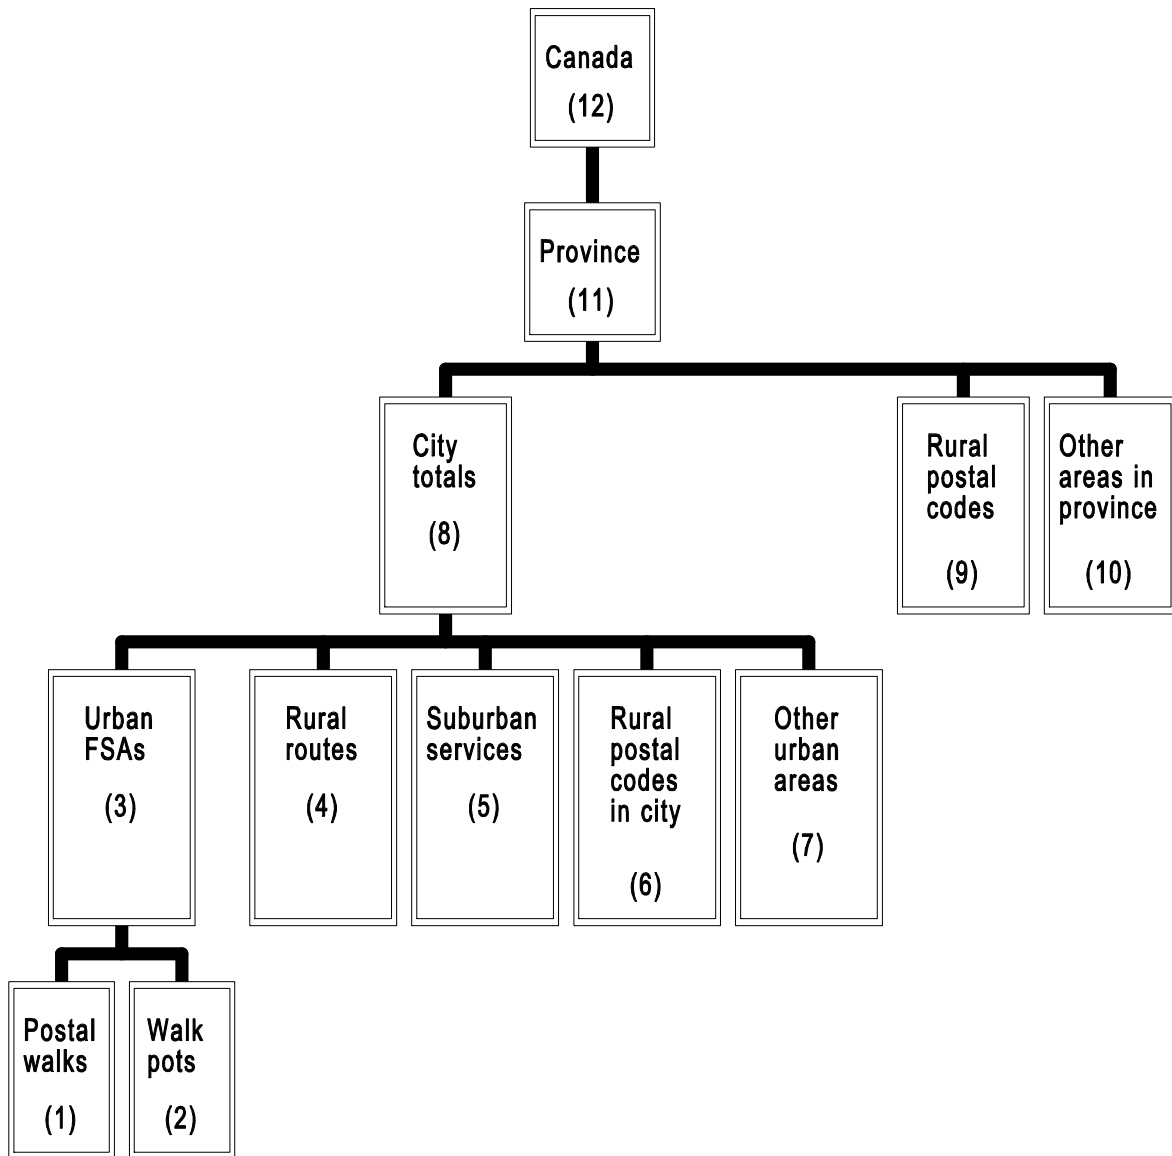 Canada
(12)
Province
(11)
City
totals
(8)
Rural
postal
codes
(9)
Other
areas in
province
(10)
Urban
FSAs
(3)
Rural
routes
(4)
Suburban
services
(5)
Rural
postal
codes
in city
(6)
Other
urban
areas
(7)
Postal
walks
(1)
Walk
pots
(2)